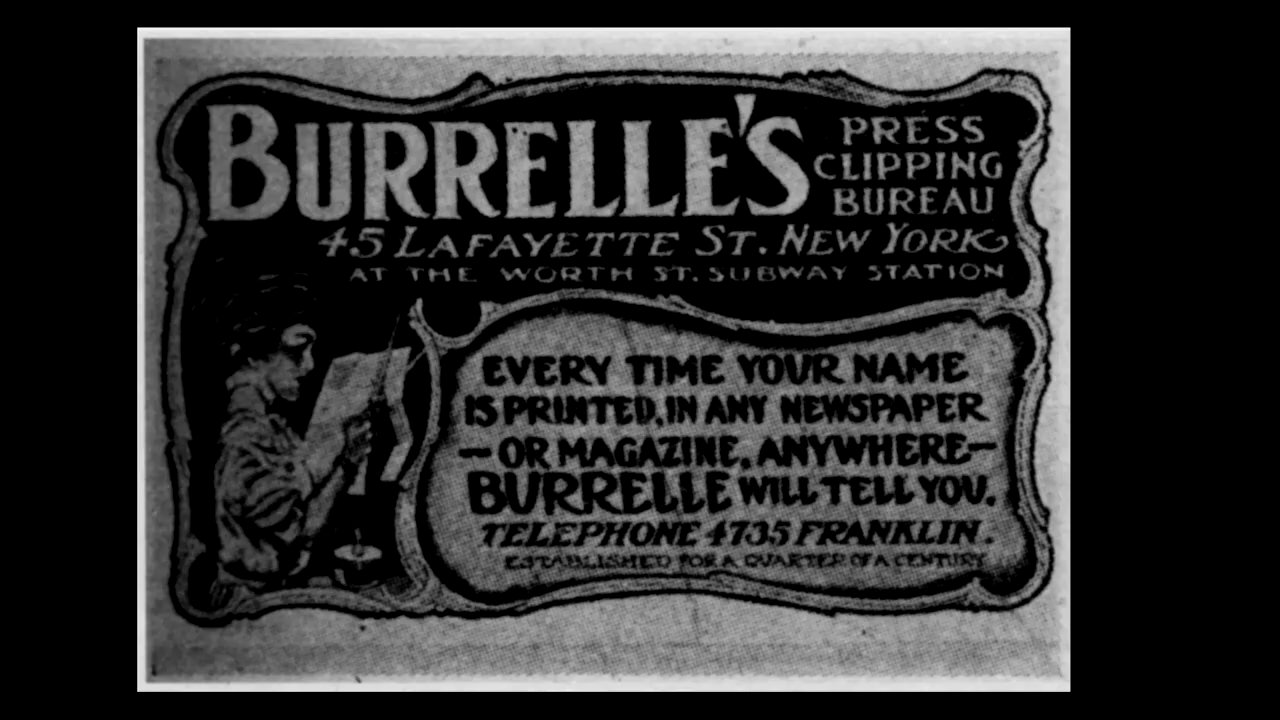 BURRELLE'S
PRESS
CLIPPING
BUREAU
45 LAFAYETTE ST. NEW YORK
AT THE WORTH ST. SUBWAY STATION
EVERY TIME YOUR NAME
IS PRINTED, IN ANY NEWSPAPER
— OR MAGAZINE, ANYWHERE —
BURRELLE WILL TELL YOU.
TELEPHONE 4735 FRANKLIN.
ESTABLISHED FOR A QUARTER OF A CENTURY